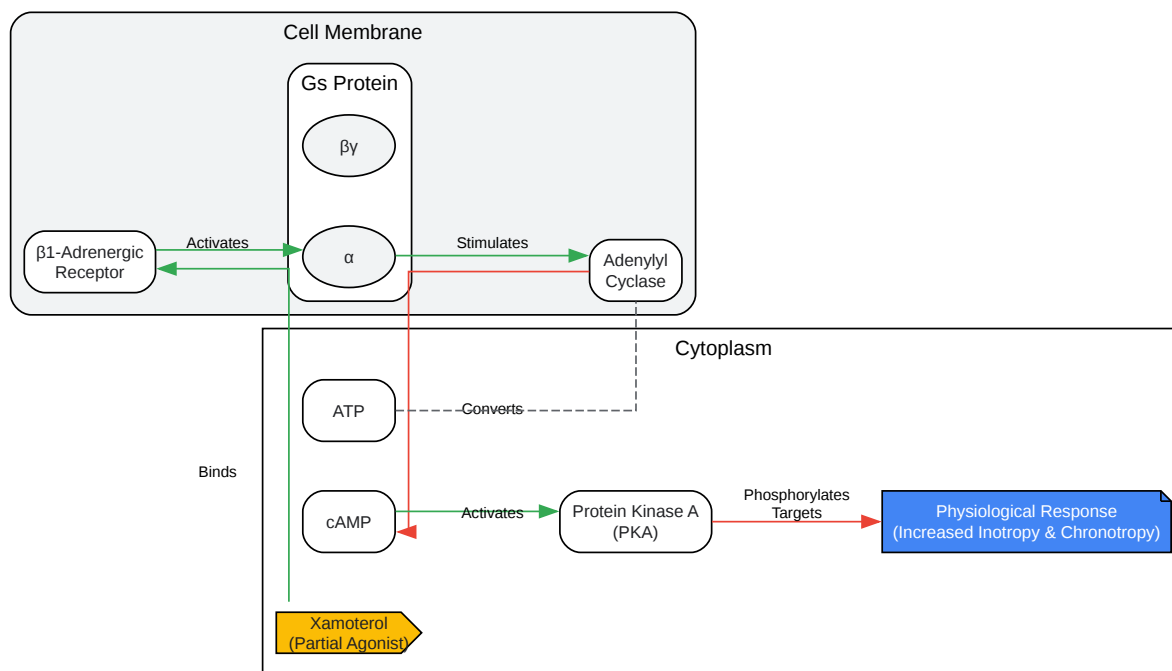 Cell Membrane
Gs Protein
βγ
β1-Adrenergic
Receptor
Activates
α
Stimulates
Adenylyl
Cyclase
Cytoplasm
ATP
Converts
Binds
cAMP
Activates
Protein Kinase A
(PKA)
Phosphorylates
Targets
Physiological Response
(Increased Inotropy & Chronotropy)
Xamoterol
(Partial Agonist)